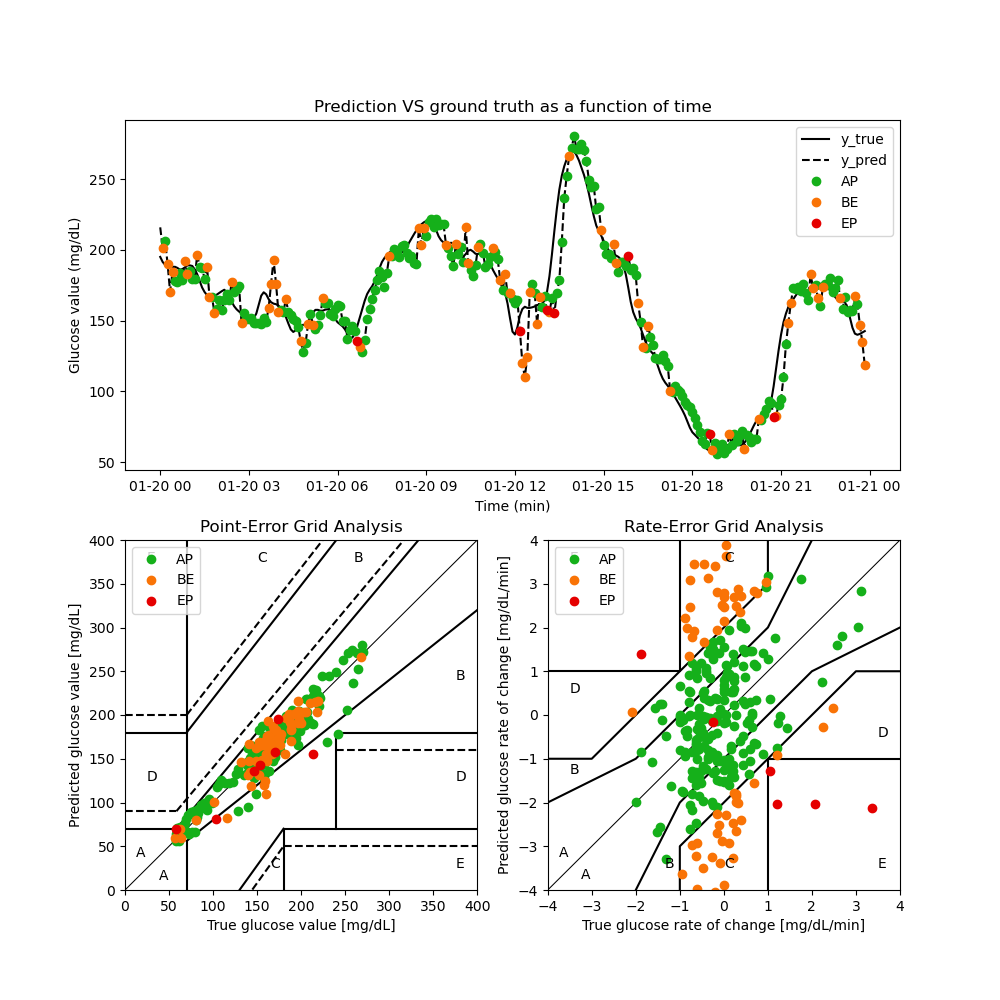 Prediction VS ground truth as a function of time
Glucose value (mg/dL)
250
200
150
100
50
y_true
y_pred
AP
BE
EP
01-20 00 01-20 03 01-20 06 01-20 09 01-20 12 01-20 15 01-20 18 01-20 21 01-21 00
Time (min)
Point-Error Grid Analysis
Predicted glucose value [mg/dL]
400
350
300
250
200
150
100
50
0
AP
BE
EP
C B
B
D D
A
A
C E
0 50 100 150 200 250 300 350 400
True glucose value [mg/dL]
Rate-Error Grid Analysis
Predicted glucose rate of change [mg/dL/min]
4
3
2
1
0
−1
−2
−3
−4
AP
BE
EP
C
D
D
B
A
B C E
A
−4 −3 −2 −1 0 1 2 3 4
True glucose rate of change [mg/dL/min]